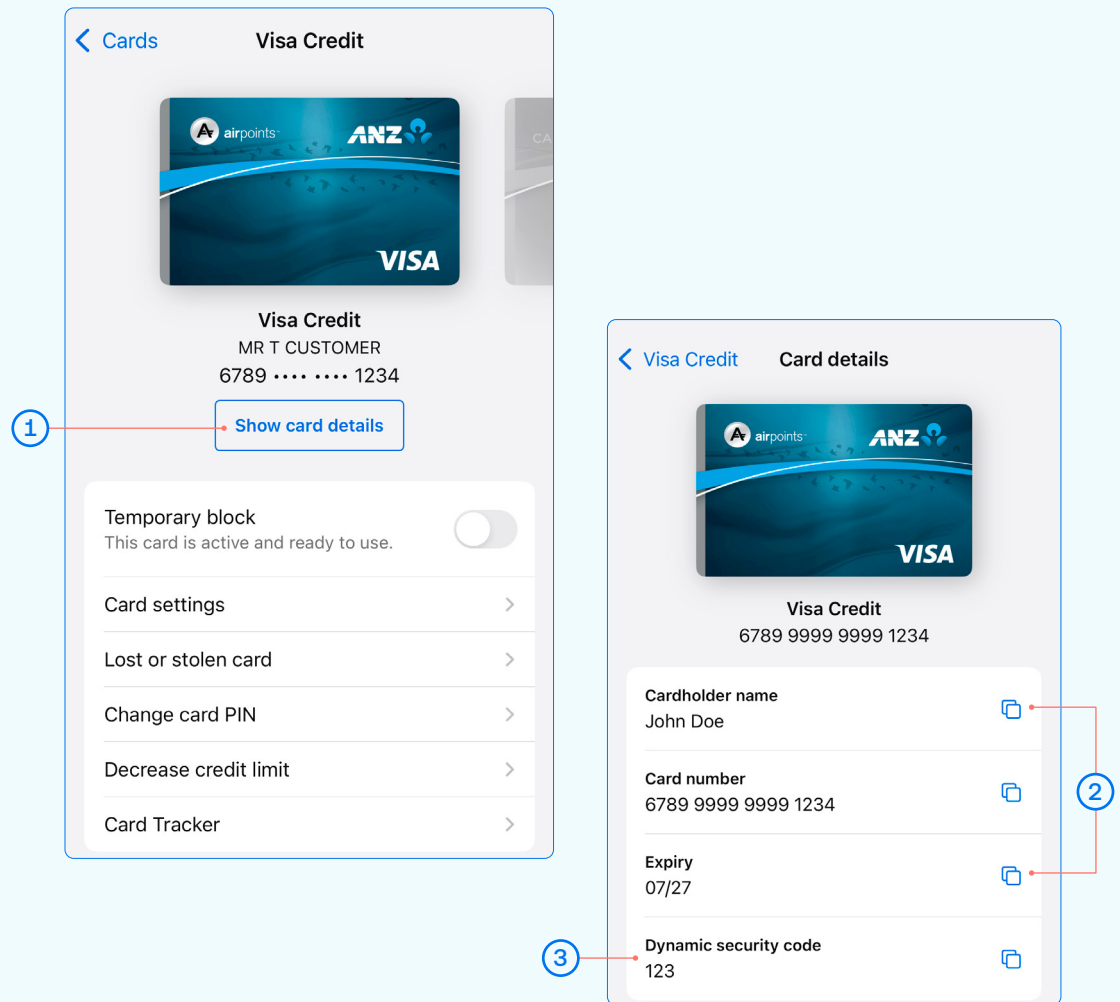 Cards
Visa Credit
airpoints™
ANZ
CA
VISA
Visa Credit
MR T CUSTOMER
6789 •••• •••• 1234
1
Show card details
Temporary block
This card is active and ready to use.
Card settings
Lost or stolen card
Change card PIN
Decrease credit limit
Card Tracker
Visa Credit
Card details
airpoints™
ANZ
VISA
Visa Credit
6789 9999 9999 1234
Cardholder name
John Doe
Card number
6789 9999 9999 1234
2
Expiry
07/27
3
Dynamic security code
123